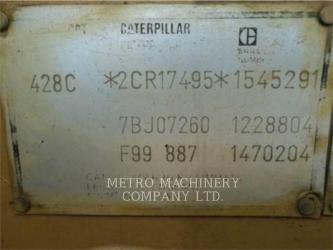 CATERPILLAR
428C *2CR17495*1545291
7BJ07260 1228804
F99 887 1470204
METRO MACHINERY
COMPANY LTD.